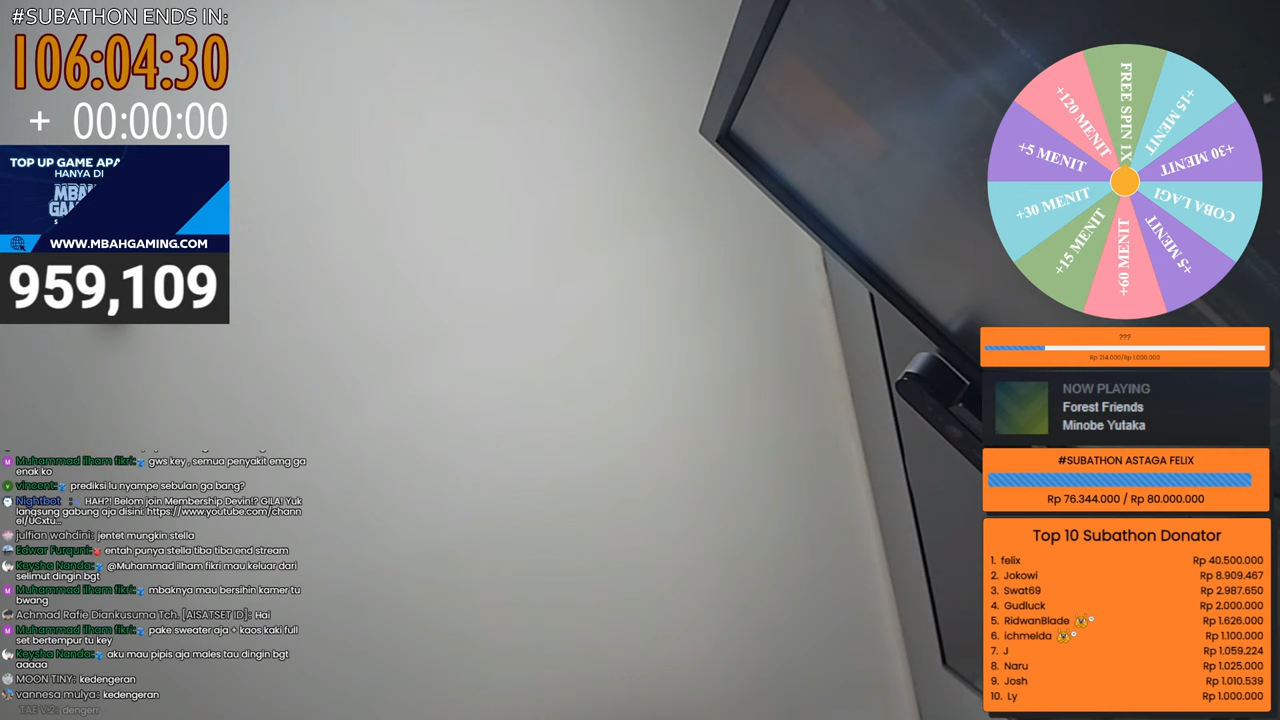 #SUBATHON ENDS IN:
106:04:30
+ 00:00:00
TOP UP GAME APA
HANYA DI
WWW.MBAHGAMING.COM
959,109
FREE SPIN 1X
+15 MENIT
+30 MENIT
COBA LAGI
+5 MENIT
+60 MENIT
+15 MENIT
+30 MENIT
+5 MENIT
+120 MENIT
???
Rp 214.000/Rp 1.000.000
NOW PLAYING
Forest Friends
Minobe Yutaka
#SUBATHON ASTAGA FELIX
Rp 76.344.000 / Rp 80.000.000
Top 10 Subathon Donator
1. felix Rp 40.500.000
2. Jokowi Rp 8.909.467
3. Swat69 Rp 2.987.650
4. Gudluck Rp 2.000.000
5. RidwanBlade Rp 1.626.000
6. ichmelda Rp 1.100.000
7. J Rp 1.059.224
8. Naru Rp 1.025.000
9. Josh Rp 1.010.539
10. Ly Rp 1.000.000
Muhammad ilham fikri: gws key , semua penyakit emg ga
enak ko
vincent: prediksi lu nyampe sebulan ga bang?
Nightbot : HAH?! Belom join Membership Devin!? GILA! Yuk
langsung gabung aja disini: https://www.youtube.com/chann
el/UCxtu...
julfian wahdini: jentet mungkin stella
Edwar Furquni: entah punya stella tiba tiba end stream
Keysha Nanda: @Muhammad ilham fikri mau keluar dari
selimut dingin bgt
Muhammad ilham fikri: mbaknya mau bersihin kamer tu
bwang
Achmad Rafie Diankusuma Tch. [AISATSET ID]: Hai
Muhammad ilham fikri: pake sweater aja + kaos kaki full
set bertempur tu key
Keysha Nanda: aku mau pipis aja males tau dingin bgt
aaaaa
MOON TINY: kedengeran
vannesa mulya: kedengeran
TAE V:2: dengerr